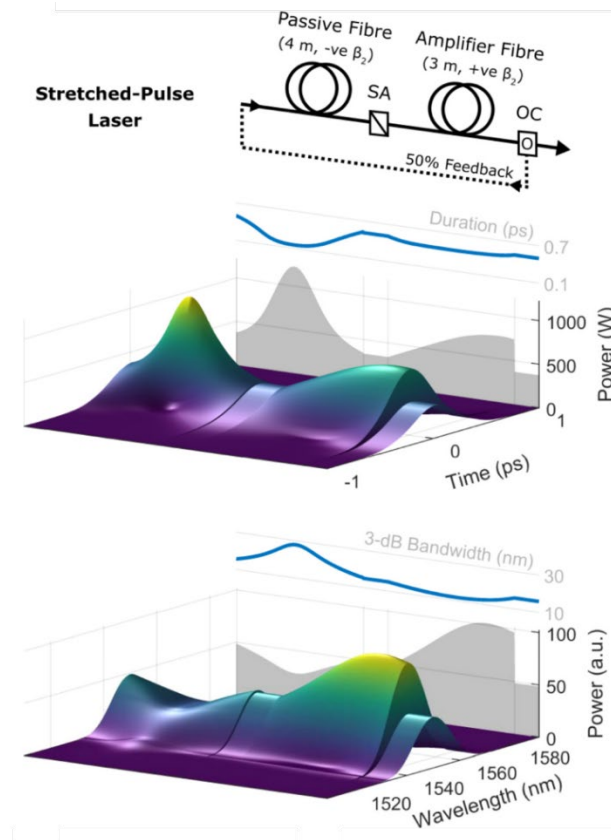 Passive Fibre
(4 m, -ve β₂)
Amplifier Fibre
(3 m, +ve β₂)
Stretched-Pulse
Laser
SA
OC
O
50% Feedback
Duration (ps)
0.7
0.1
1000
500
0
Power (W)
1
0
-1
Time (ps)
3-dB Bandwidth (nm)
30
10
100
50
0
Power (a.u.)
1580
1560
1540
1520
Wavelength (nm)